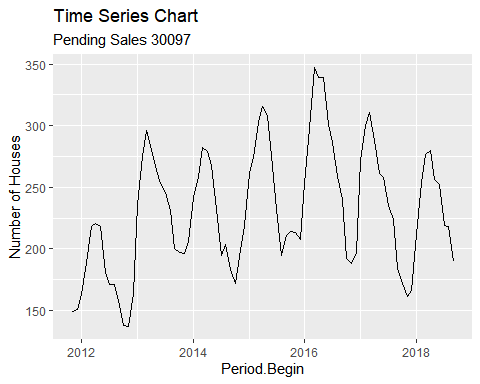 Time Series Chart
Pending Sales 30097
350
300
250
200
150
Number of Houses
2012 2014 2016 2018
Period.Begin